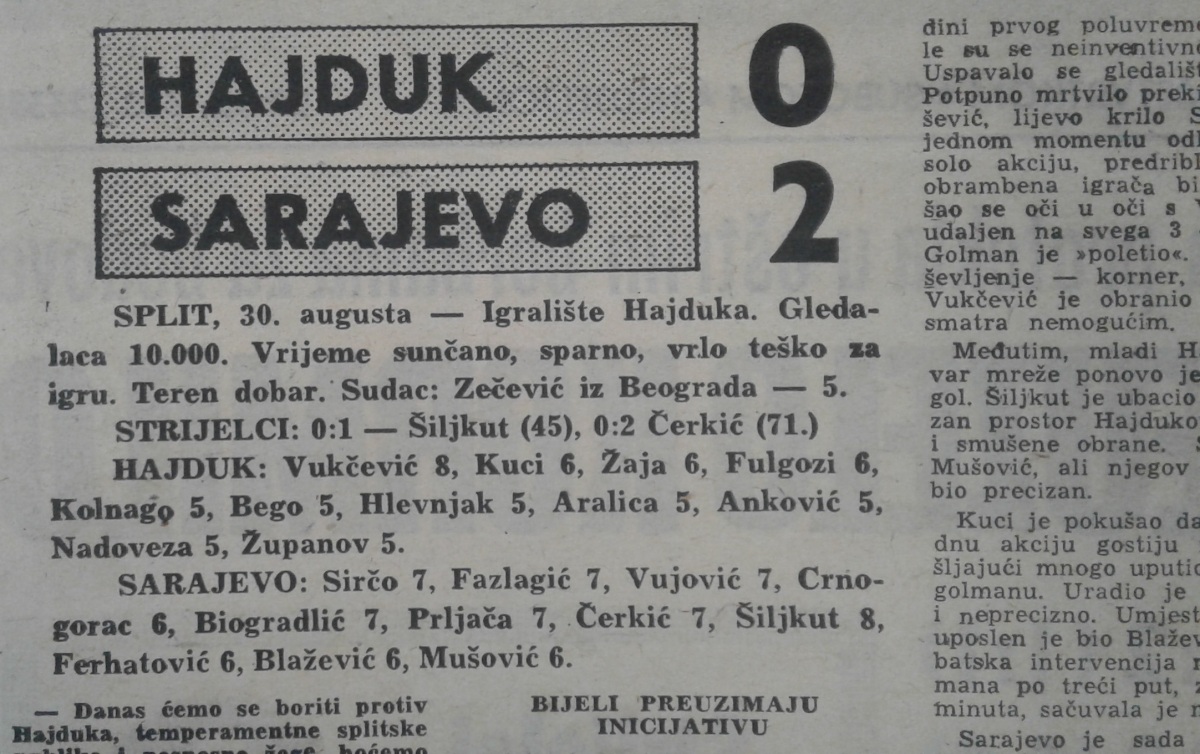 HAJDUK 0
SARAJEVO 2
SPLIT, 30. augusta — Igralište Hajduka. Gleda-
laca 10.000. Vrijeme sunčano, sparno, vrlo teško za
igru. Teren dobar. Sudac: Zečević iz Beograda — 5.
STRIJELCI: 0:1 — Šiljkut (45), 0:2 Čerkić (71.)
HAJDUK: Vukčević 8, Kuci 6, Žaja 6, Fulgozi 6,
Kolnago 5, Bego 5, Hlevnjak 5, Aralica 5, Anković 5,
Nadoveza 5, Županov 5.
SARAJEVO: Sirčo 7, Fazlagić 7, Vujović 7, Crno-
gorac 6, Biogradlić 7, Prljača 7, Čerkić 7, Šiljkut 8,
Ferhatović 6, Blažević 6, Mušović 6.
— Danas ćemo se boriti protiv
Hajduka, temperamentne splitske
BIJELI PREUZIMAJU
INICIJATIVU
dini prvog poluvreme
le su se neinventivno
Uspavalo se gledališt
Potpuno mrtvilo preki
šević, lijevo krilo S
jednom momentu odl
solo akciju, predribl
obrambena igrača bi
šao se oči u oči s V
udaljen na svega 3
Golman je »poletio«.
ševljenje — korner,
Vukčević je obranio
smatra nemogućim.
Međutim, mladi H
var mreže ponovo je
gol. Šiljkut je ubacio
zan prostor Hajduko
i smušene obrane. S
Mušović, ali njegov
bio precizan.
Kuci je pokušao da
dnu akciju gostiju
šljajući mnogo uputio
golmanu. Uradio je
i neprecizno. Umjest
uposlen je bio Blažev
batska intervencija
mana po treći put, z
minuta, sačuvala je
Sarajevo je sada